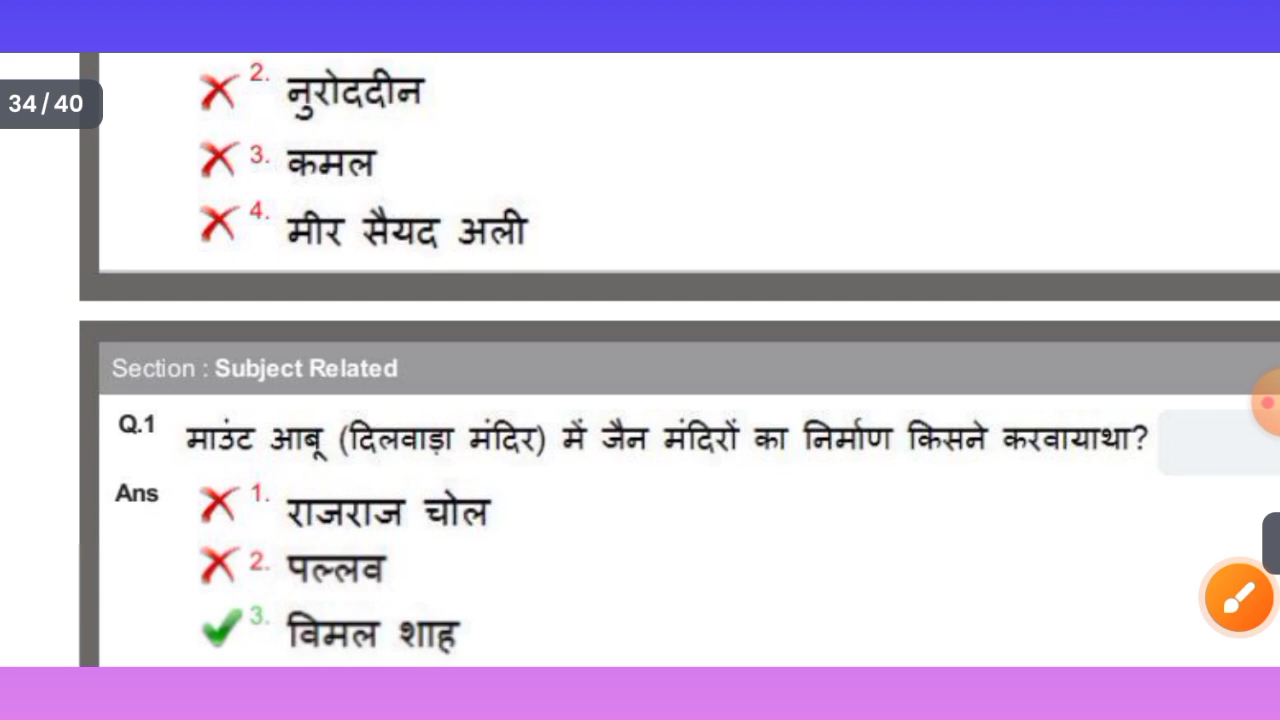 2. नुरोददीन
34/40
3. कमल
4. मीर सैयद अली
Section : Subject Related
Q.1 माउंट आबू (दिलवाड़ा मंदिर) में जैन मंदिरों का निर्माण किसने करवायाथा?
Ans 1. राजराज चोल
2. पल्लव
3. विमल शाह